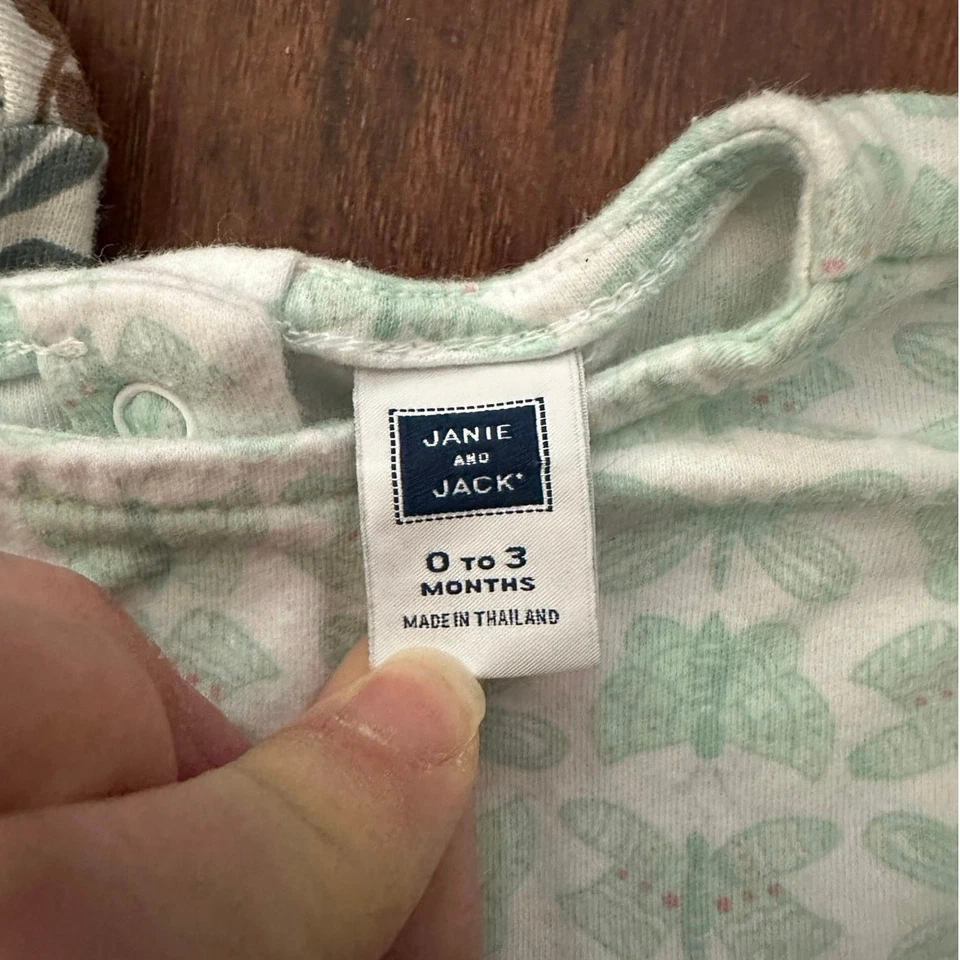 JANIE
AND
JACK
0 TO 3
MONTHS
MADE IN THAILAND